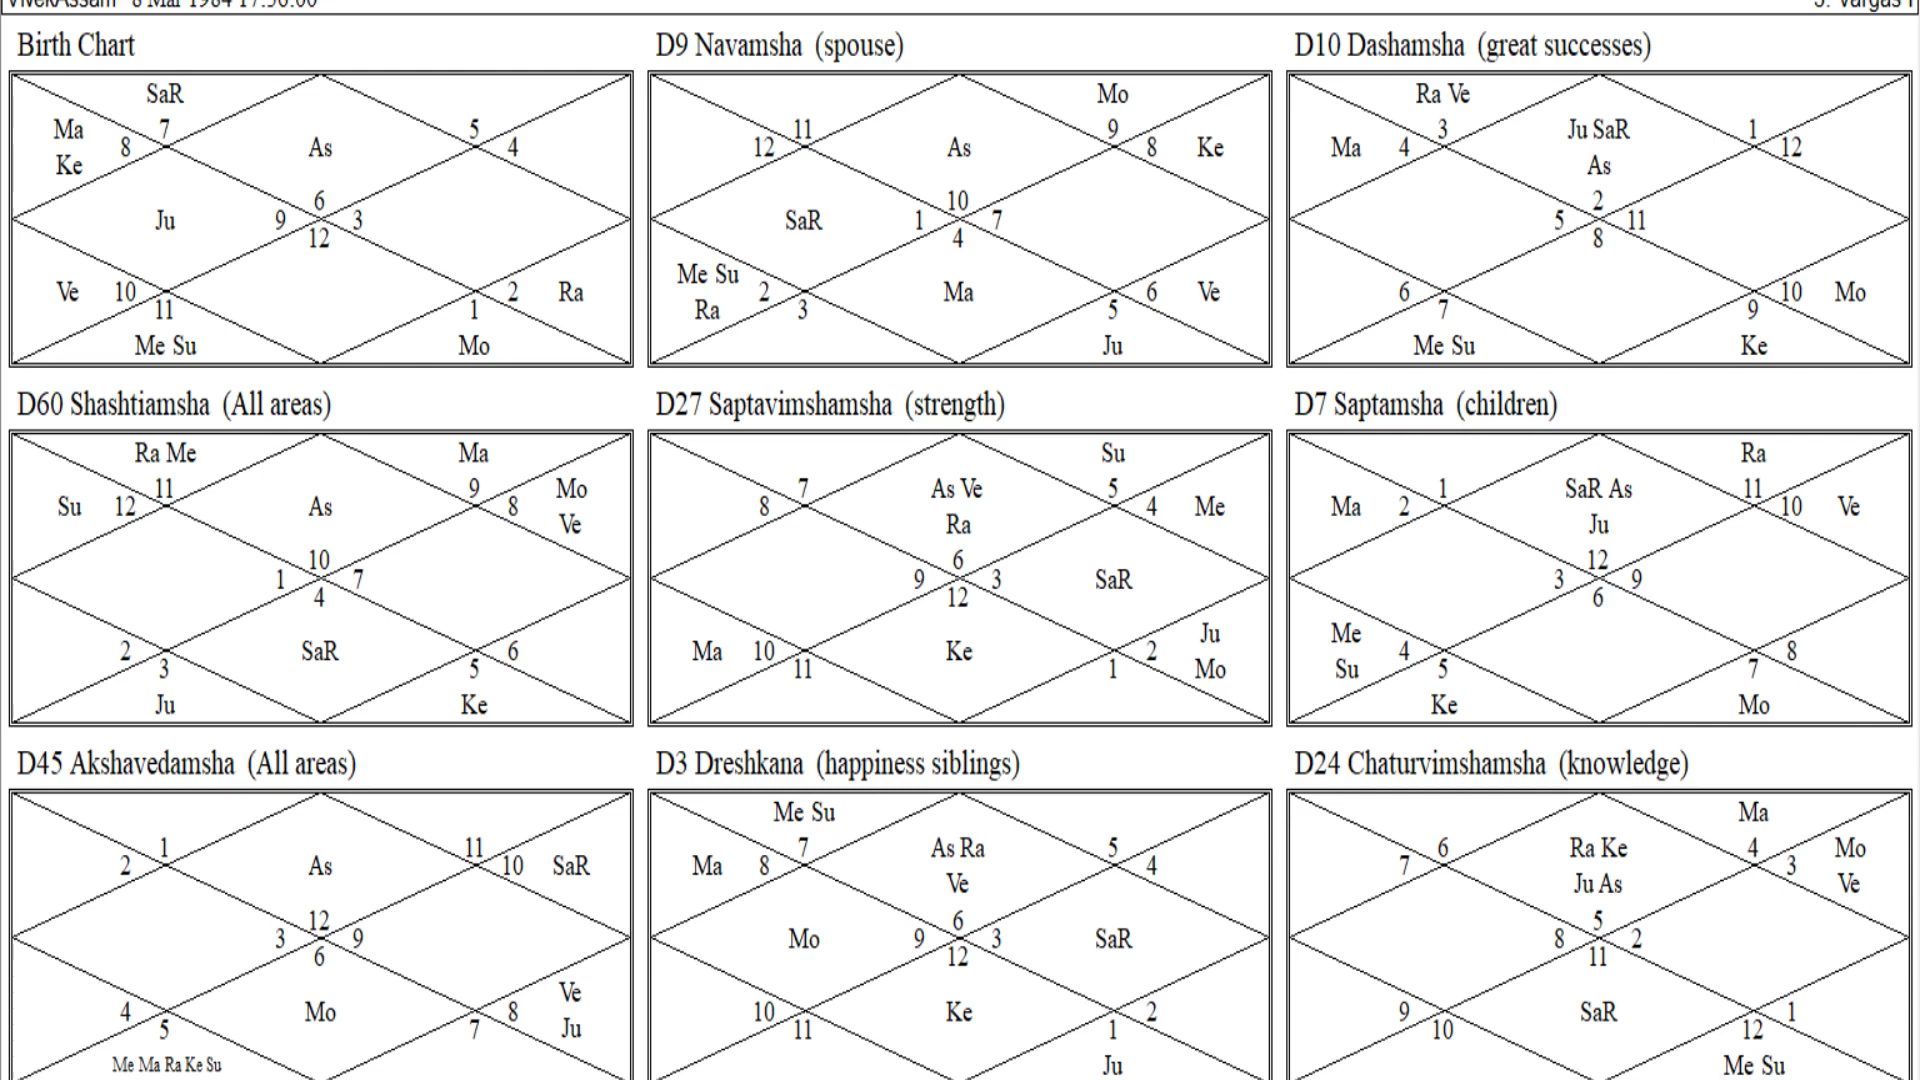 VivekAssam 8 Mar 1984 17:56:00
Birth Chart
SaR
Ma 7 5
8 As 4
Ke
6
Ju 9 3
12
Ve 10 2 Ra
11 1
Me Su Mo
D9 Navamsha (spouse)
Mo
11 9
12 As 8 Ke
10
SaR 1 7
4
Me Su 2 Ma 6 Ve
Ra 3 5
Ju
D10 Dashamsha (great successes)
Ra Ve
3 Ju SaR 1
Ma 4 As 12
2
5 11
8
6 10 Mo
7 9
Me Su Ke
D60 Shashtiamsha (All areas)
Ra Me Ma
11 9 Mo
Su 12 As 8
Ve
10
1 7
4
2 SaR 6
3 5
Ju Ke
D27 Saptavimshamsha (strength)
Su
7 As Ve 5
8 Ra 4 Me
6
9 3 SaR
12
Ju
Ma 10 Ke 2
11 1 Mo
D7 Saptamsha (children)
Ra
1 SaR As 11
Ma 2 Ju 10 Ve
12
3 9
6
Me
4 8
Su 5 7
Ke Mo
D45 Akshavedamsha (All areas)
1 11
2 As 10 SaR
12
3 9
6
Ve
4 Mo 8
5 7 Ju
Me Ma Ra Ke Su
D3 Dreshkana (happiness siblings)
Me Su
7 As Ra 5
Ma 8 Ve 4
6
Mo 9 3 SaR
12
10 Ke 2
11 1
Ju
D24 Chaturvimshamsha (knowledge)
Ma
6 Ra Ke 4 Mo
7 Ju As 3 Ve
5
8 2
11
9 SaR 1
10 12
Me Su